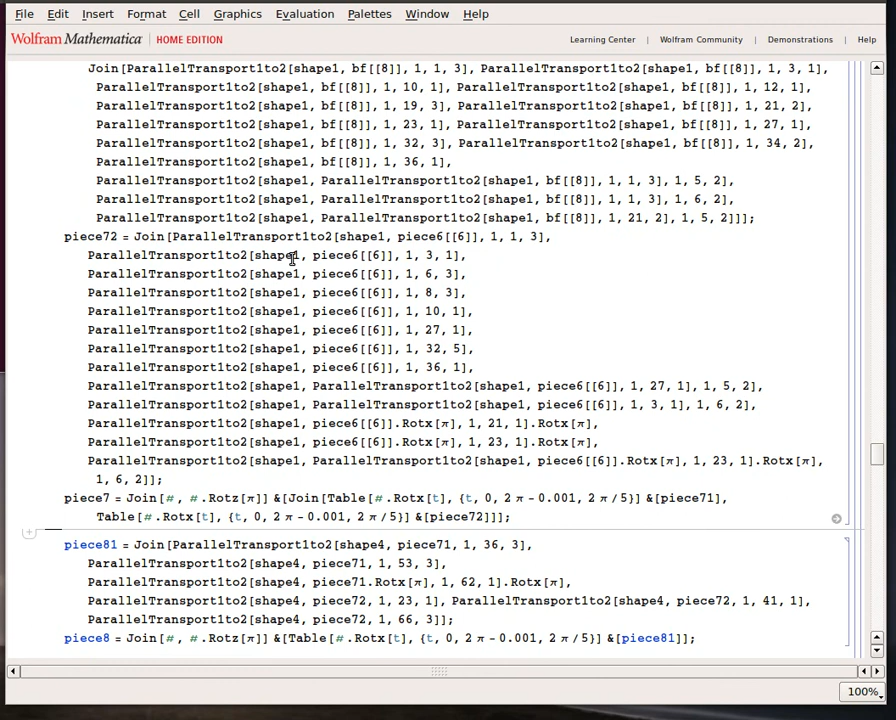 File Edit Insert Format Cell Graphics Evaluation Palettes Window Help
Wolfram Mathematica | HOME EDITION Learning Center | Wolfram Community | Demonstrations | Help
Join[ParallelTransport1to2[shape1, bf[[8]], 1, 1, 3], ParallelTransport1to2[shape1, bf[[8]], 1, 3, 1],
ParallelTransport1to2[shape1, bf[[8]], 1, 10, 1], ParallelTransport1to2[shape1, bf[[8]], 1, 12, 1],
ParallelTransport1to2[shape1, bf[[8]], 1, 19, 3], ParallelTransport1to2[shape1, bf[[8]], 1, 21, 2],
ParallelTransport1to2[shape1, bf[[8]], 1, 23, 1], ParallelTransport1to2[shape1, bf[[8]], 1, 27, 1],
ParallelTransport1to2[shape1, bf[[8]], 1, 32, 3], ParallelTransport1to2[shape1, bf[[8]], 1, 34, 2],
ParallelTransport1to2[shape1, bf[[8]], 1, 36, 1],
ParallelTransport1to2[shape1, ParallelTransport1to2[shape1, bf[[8]], 1, 1, 3], 1, 5, 2],
ParallelTransport1to2[shape1, ParallelTransport1to2[shape1, bf[[8]], 1, 1, 3], 1, 6, 2],
ParallelTransport1to2[shape1, ParallelTransport1to2[shape1, bf[[8]], 1, 21, 2], 1, 5, 2]]];
piece72 = Join[ParallelTransport1to2[shape1, piece6[[6]], 1, 1, 3],
ParallelTransport1to2[shape1, piece6[[6]], 1, 3, 1],
ParallelTransport1to2[shape1, piece6[[6]], 1, 6, 3],
ParallelTransport1to2[shape1, piece6[[6]], 1, 8, 3],
ParallelTransport1to2[shape1, piece6[[6]], 1, 10, 1],
ParallelTransport1to2[shape1, piece6[[6]], 1, 27, 1],
ParallelTransport1to2[shape1, piece6[[6]], 1, 32, 5],
ParallelTransport1to2[shape1, piece6[[6]], 1, 36, 1],
ParallelTransport1to2[shape1, ParallelTransport1to2[shape1, piece6[[6]], 1, 27, 1], 1, 5, 2],
ParallelTransport1to2[shape1, ParallelTransport1to2[shape1, piece6[[6]], 1, 3, 1], 1, 6, 2],
ParallelTransport1to2[shape1, piece6[[6]].Rotx[π], 1, 21, 1].Rotx[π],
ParallelTransport1to2[shape1, piece6[[6]].Rotx[π], 1, 23, 1].Rotx[π],
ParallelTransport1to2[shape1, ParallelTransport1to2[shape1, piece6[[6]].Rotx[π], 1, 23, 1].Rotx[π],
1, 6, 2]];
piece7 = Join[#, #.Rotz[π]] &[Join[Table[#.Rotx[t], {t, 0, 2 π - 0.001, 2 π / 5}] &[piece71],
Table[#.Rotx[t], {t, 0, 2 π - 0.001, 2 π / 5}] &[piece72]]];
piece81 = Join[ParallelTransport1to2[shape4, piece71, 1, 36, 3],
ParallelTransport1to2[shape4, piece71, 1, 53, 3],
ParallelTransport1to2[shape4, piece71.Rotx[π], 1, 62, 1].Rotx[π],
ParallelTransport1to2[shape4, piece72, 1, 23, 1], ParallelTransport1to2[shape4, piece72, 1, 41, 1],
ParallelTransport1to2[shape4, piece72, 1, 66, 3]];
piece8 = Join[#, #.Rotz[π]] &[Table[#.Rotx[t], {t, 0, 2 π - 0.001, 2 π / 5}] &[piece81]];
100%